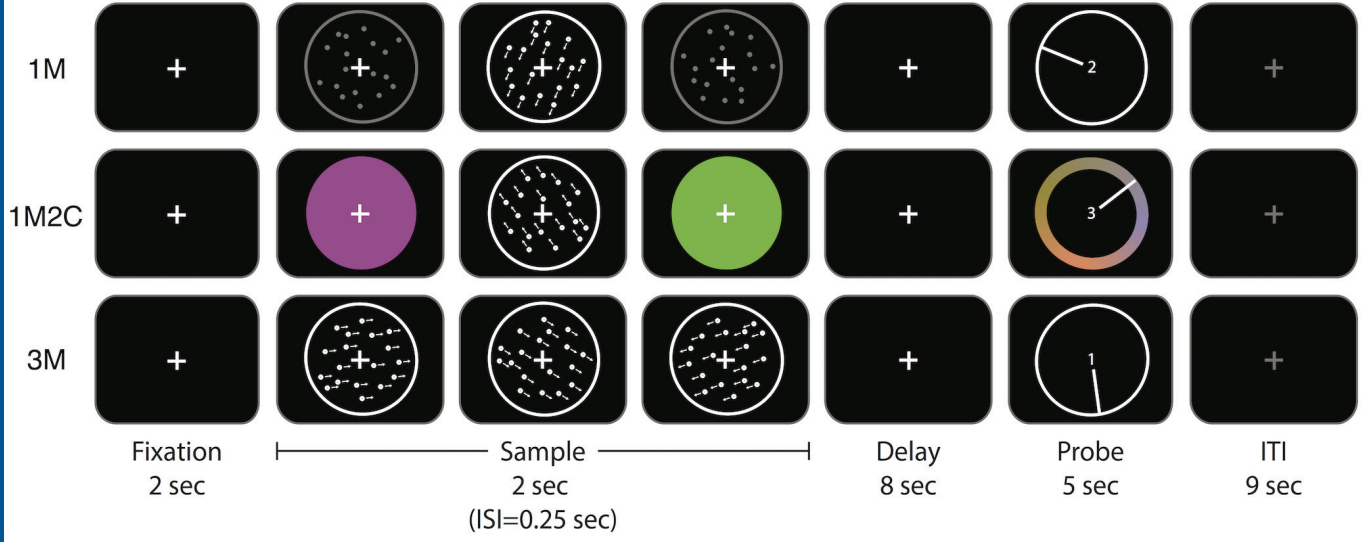 1M
2
1M2C
3
3M
1
Fixation
2 sec
Sample
2 sec
(ISI=0.25 sec)
Delay
8 sec
Probe
5 sec
ITI
9 sec